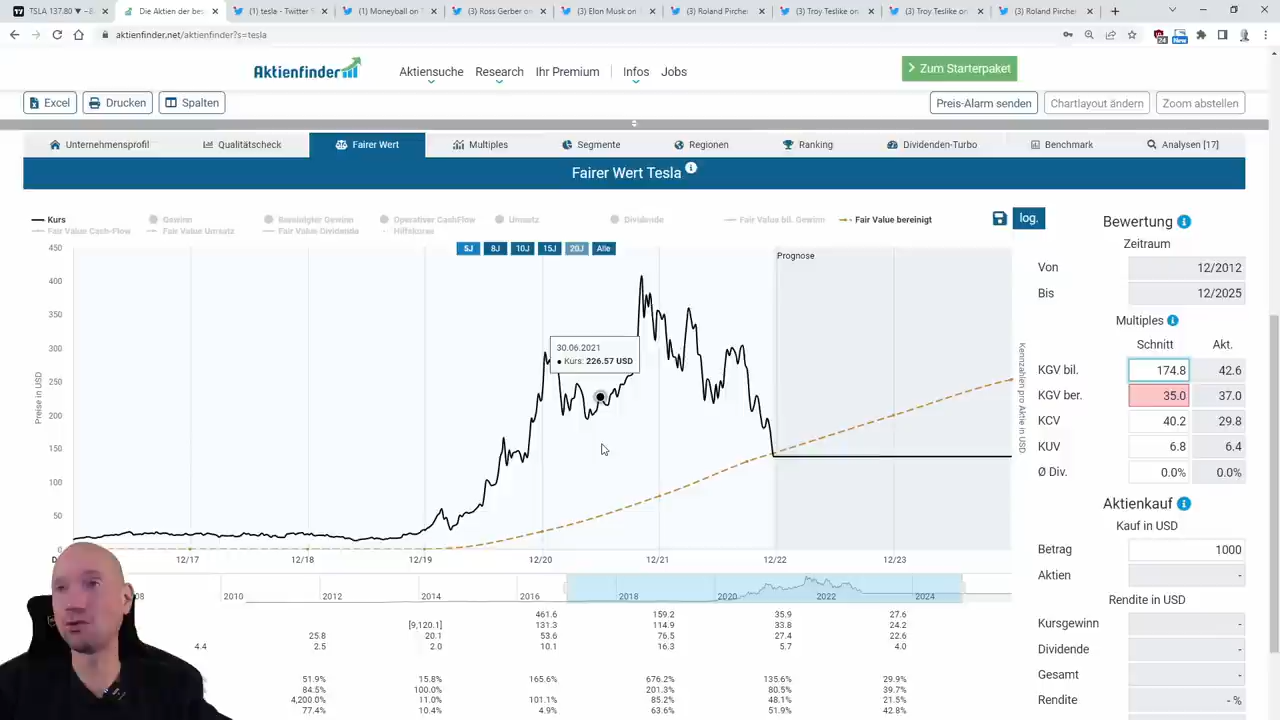 TSLA 137.80 ▼ −8
Die Aktien der bes
(1) tesla - Twitter S
(1) Moneyball on T
(3) Ross Gerber on
(3) Elon Musk on
(3) Roland Pircher
(3) Troy Teslike on
(3) Troy Teslike on
(3) Roland Pircher
aktienfinder.net/aktienfinder?s=tesla
24
New
Aktienfinder
Aktiensuche
Research
Ihr Premium
Infos
Jobs
Zum Starterpaket
Excel
Drucken
Spalten
Preis-Alarm senden
Chartlayout ändern
Zoom abstellen
Unternehmensprofil
Qualitätscheck
Fairer Wert
Multiples
Segmente
Regionen
Ranking
Dividenden-Turbo
Benchmark
Analysen [17]
Fairer Wert Tesla
Kurs
Gewinn
Bereinigter Gewinn
Operativer CashFlow
Umsatz
Dividende
Fair Value bil. Gewinn
Fair Value bereinigt
Fair Value Cash-Flow
Fair Value Umsatz
Fair Value Dividende
Hilfskurse
log.
5J
8J
10J
15J
20J
Alle
Preise in USD
450
400
350
300
250
200
150
100
50
0
Prognose
30.06.2021
Kurs: 226.57 USD
Kennzahlen pro Aktie in USD
12/17
12/18
12/19
12/20
12/21
12/22
12/23
2010
2012
2014
2016
2018
2020
2022
2024
461.6 159.2 35.9 27.6
[9,120.1] 131.3 114.9 33.8 24.2
25.8 20.1 53.6 76.5 27.4 22.6
4.4 2.5 2.0 10.1 16.3 5.7 4.0
51.9% 15.8% 165.6% 676.2% 135.6% 29.9%
84.5% 100.0% 201.3% 80.5% 39.7%
4,200.0% 11.0% 101.1% 85.2% 48.1% 21.5%
77.4% 10.4% 4.9% 63.6% 51.9% 42.8%
Bewertung
Zeitraum
Von 12/2012
Bis 12/2025
Multiples
Schnitt Akt.
KGV bil. 174.8 42.6
KGV ber. 35.0 37.0
KCV 40.2 29.8
KUV 6.8 6.4
Ø Div. 0.0% 0.0%
Aktienkauf
Kauf in USD
Betrag 1000
Aktien -
Rendite in USD
Kursgewinn -
Dividende -
Gesamt -
Rendite - %